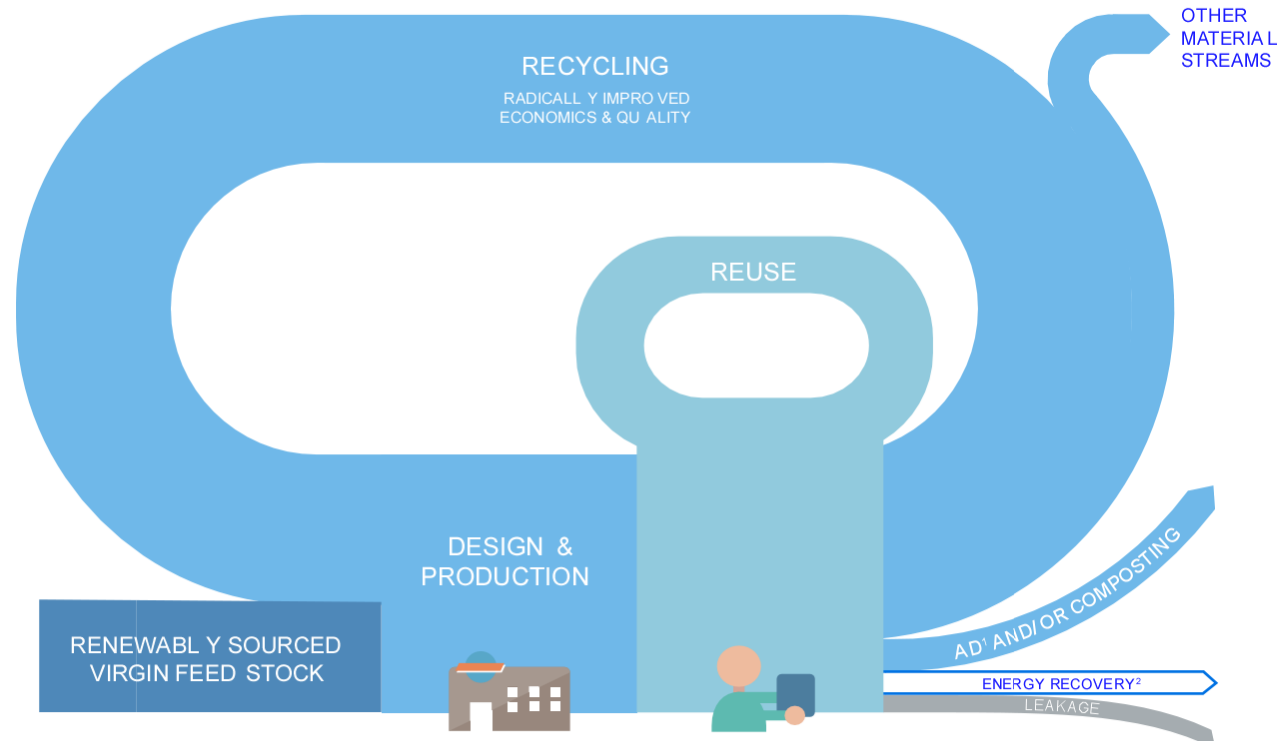 OTHER
MATERIAL
STREAMS
RECYCLING
RADICALL Y IMPRO VED
ECONOMICS & QU ALITY
REUSE
DESIGN &
PRODUCTION
RENEWABL Y SOURCED
VIRGIN FEED STOCK
AD¹ AND/OR COMPOSTING
ENERGY RECOVERY²
LEAKAGE